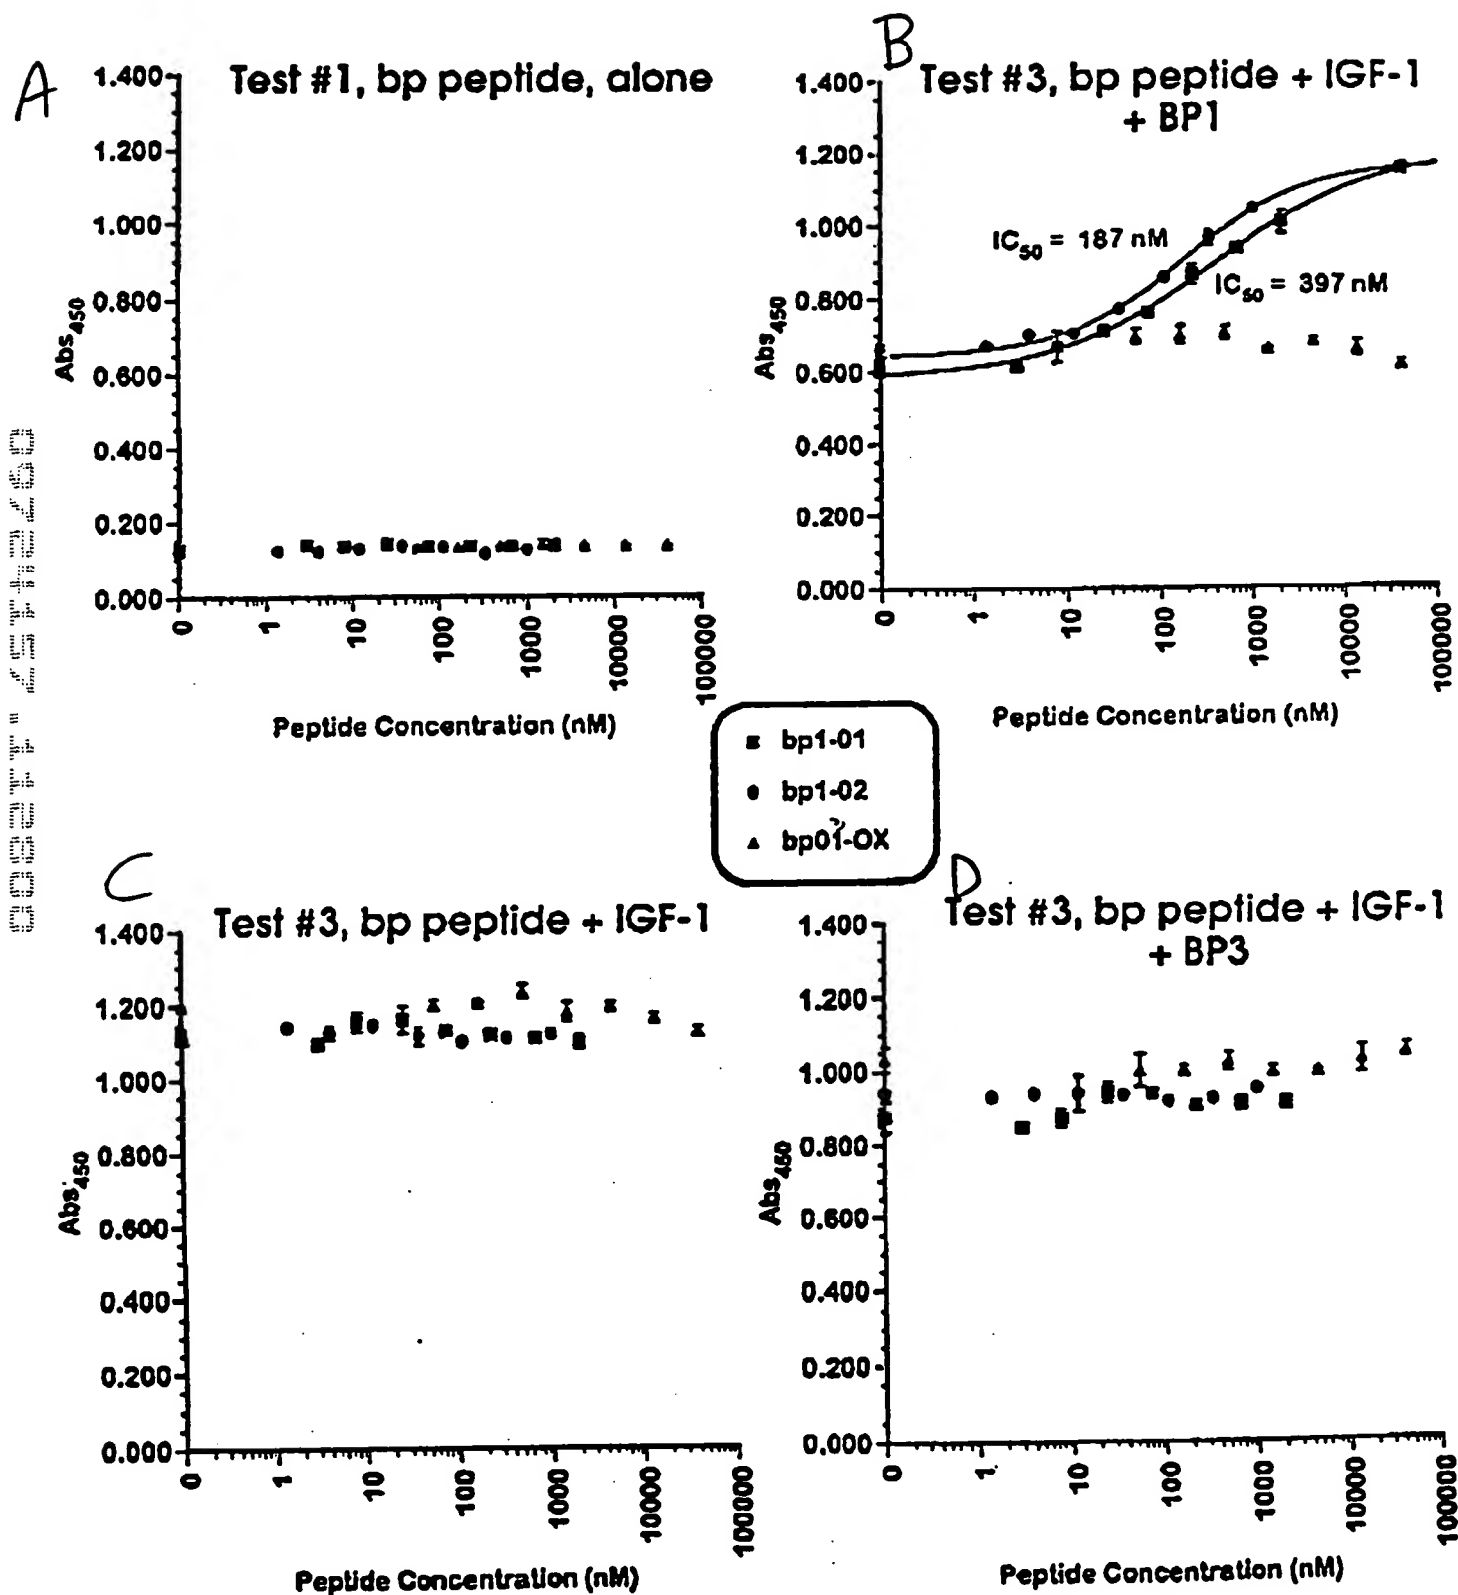 A
Test #1, bp peptide, alone
1.400
1.200
1.000
0.800
0.600
0.400
0.200
0.000
Abs450
0
1
10
100
1000
10000
100000
Peptide Concentration (nM)
B
Test #3, bp peptide + IGF-1
+ BP1
1.400
1.200
1.000
0.800
0.600
0.400
0.200
0.000
Abs450
IC50 = 187 nM
IC50 = 397 nM
0
1
10
100
1000
10000
100000
Peptide Concentration (nM)
bp1-01
bp1-02
bp01-OX
C
Test #3, bp peptide + IGF-1
1.400
1.200
1.000
0.800
0.600
0.400
0.200
0.000
Abs450
0
1
10
100
1000
10000
100000
Peptide Concentration (nM)
D
Test #3, bp peptide + IGF-1
+ BP3
1.400
1.200
1.000
0.800
0.600
0.400
0.200
0.000
Abs450
0
1
10
100
1000
10000
100000
Peptide Concentration (nM)